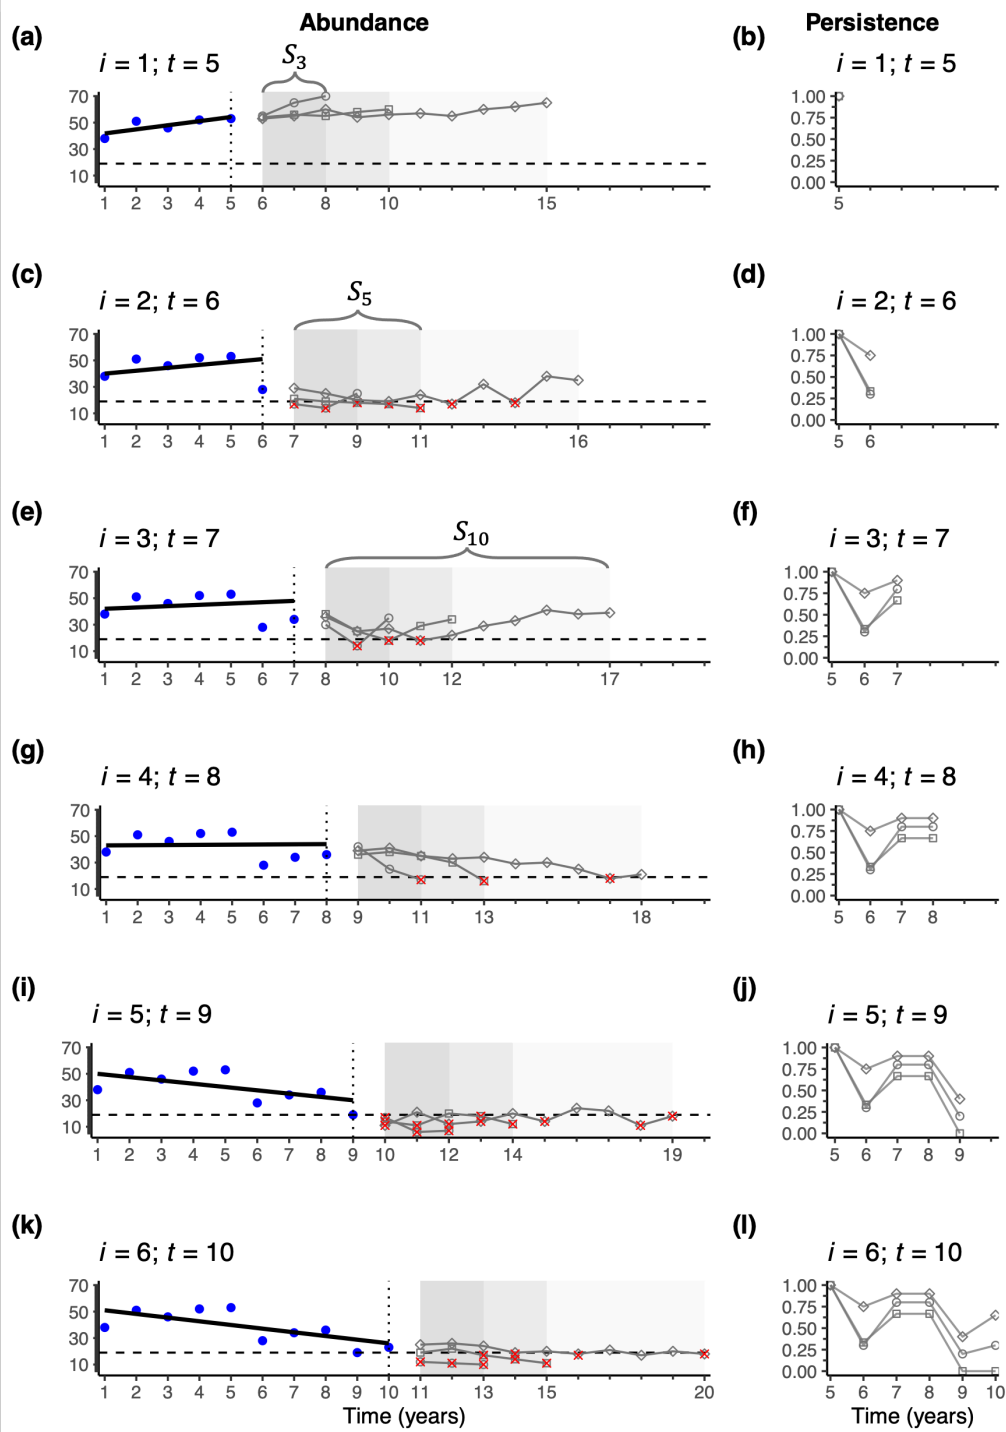 Abundance Persistence
(a) (b)
i = 1; t = 5 S3 i = 1; t = 5
70 1.00
50 0.75
30 0.50
0.25
10 0.00
1 2 3 4 5 6 8 10 15 5
(c) (d)
i = 2; t = 6 S5 i = 2; t = 6
70 1.00
50 0.75
30 0.50
0.25
10 0.00
1 2 3 4 5 6 7 9 11 16 5 6
(e) (f)
i = 3; t = 7 S10 i = 3; t = 7
70 1.00
50 0.75
30 0.50
0.25
10 0.00
1 2 3 4 5 6 7 8 10 12 17 5 6 7
(g) (h)
i = 4; t = 8 i = 4; t = 8
70 1.00
50 0.75
30 0.50
0.25
10 0.00
1 2 3 4 5 6 7 8 9 11 13 18 5 6 7 8
(i) (j)
i = 5; t = 9 i = 5; t = 9
70 1.00
50 0.75
30 0.50
0.25
10 0.00
1 2 3 4 5 6 7 8 9 10 12 14 19 5 6 7 8 9
(k) (l)
i = 6; t = 10 i = 6; t = 10
70 1.00
50 0.75
30 0.50
0.25
10 0.00
1 2 3 4 5 6 7 8 9 10 11 13 15 20 5 6 7 8 9 10
Time (years) Time (years)